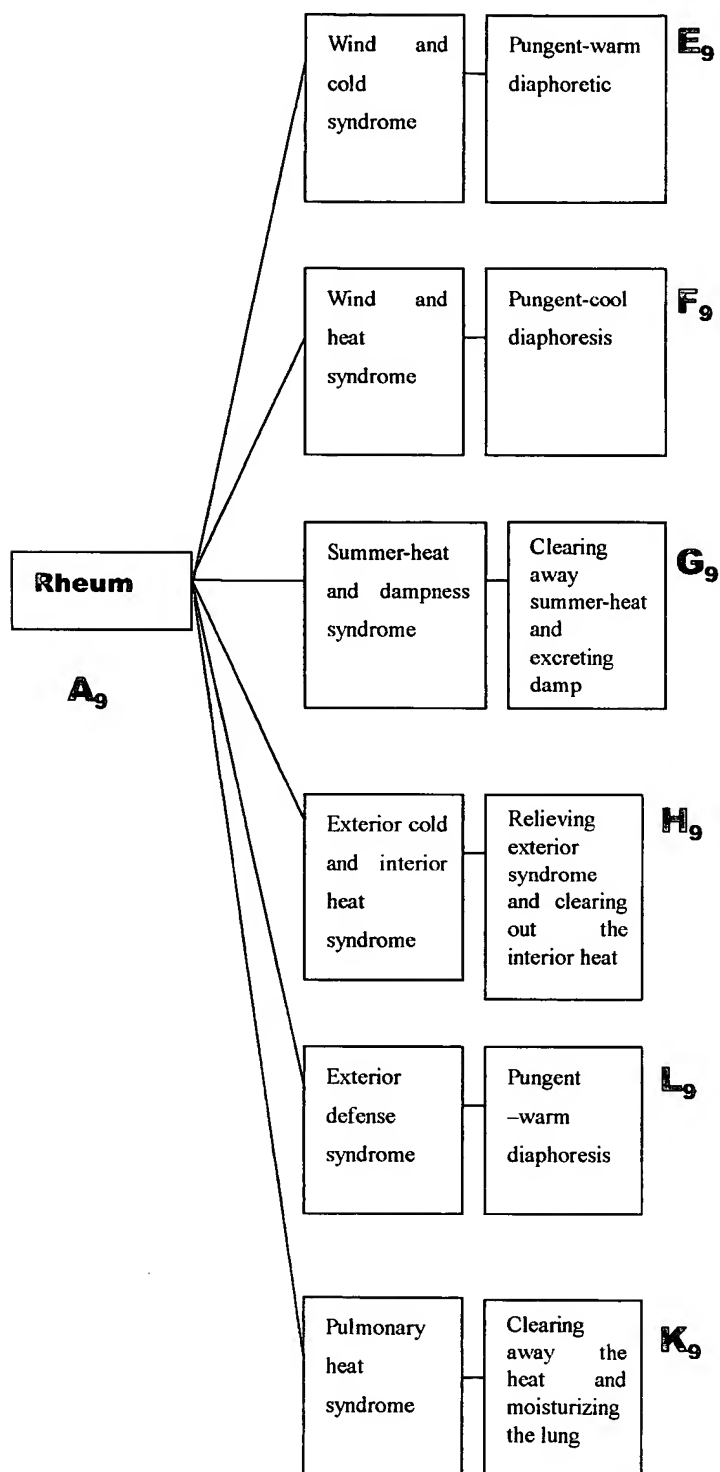 Wind and
cold
syndrome
Pungent-warm
diaphoretic
E9
Wind and
heat
syndrome
Pungent-cool
diaphoresis
F9
Rheum
A9
Summer-heat
and dampness
syndrome
Clearing
away
summer-heat
and
excreting
damp
G9
Exterior cold
and interior
heat
syndrome
Relieving
exterior
syndrome
and clearing
out the
interior heat
H9
Exterior
defense
syndrome
Pungent
–warm
diaphoresis
L9
Pulmonary
heat
syndrome
Clearing
away the
heat and
moisturizing
the lung
K9